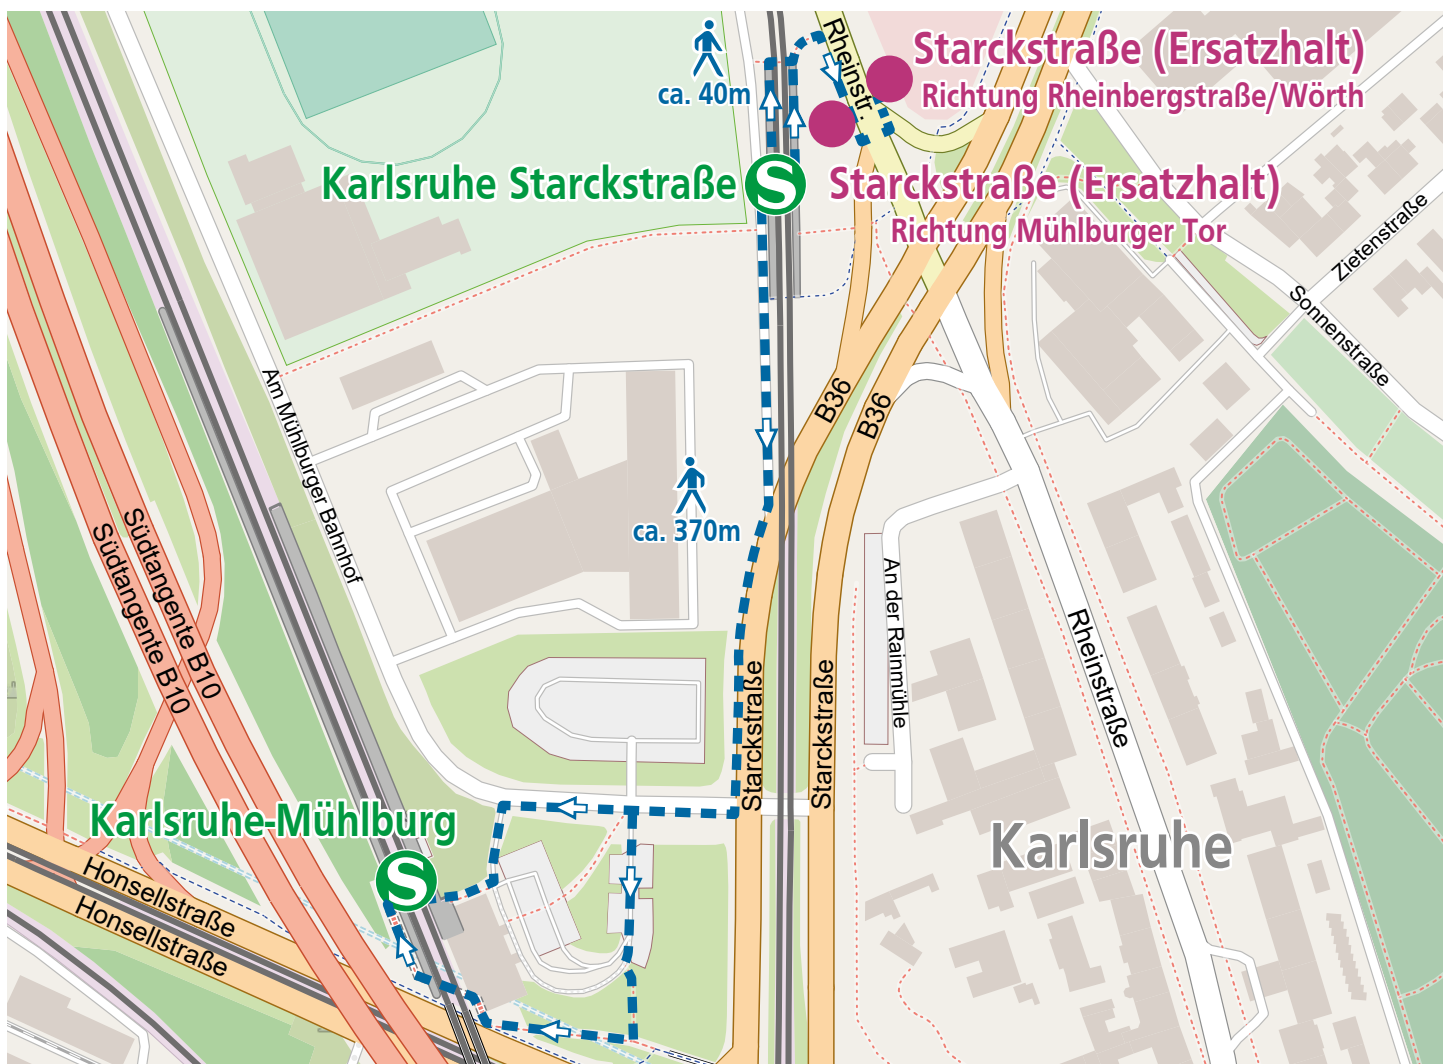 Starckstraße (Ersatzhalt)
Richtung Rheinbergstraße/Wörth
ca. 40m
Rheinstr.
Karlsruhe Starckstraße
S
Starckstraße (Ersatzhalt)
Richtung Mühlburger Tor
Zietenstraße
Sonnenstraße
Am Mühlburger Bahnhof
B36
B36
ca. 370m
Südtangente B10
Südtangente B10
An der Rainmühle
Rheinstraße
Starckstraße
Starckstraße
Karlsruhe-Mühlburg
S
Karlsruhe
Honsellstraße
Honsellstraße